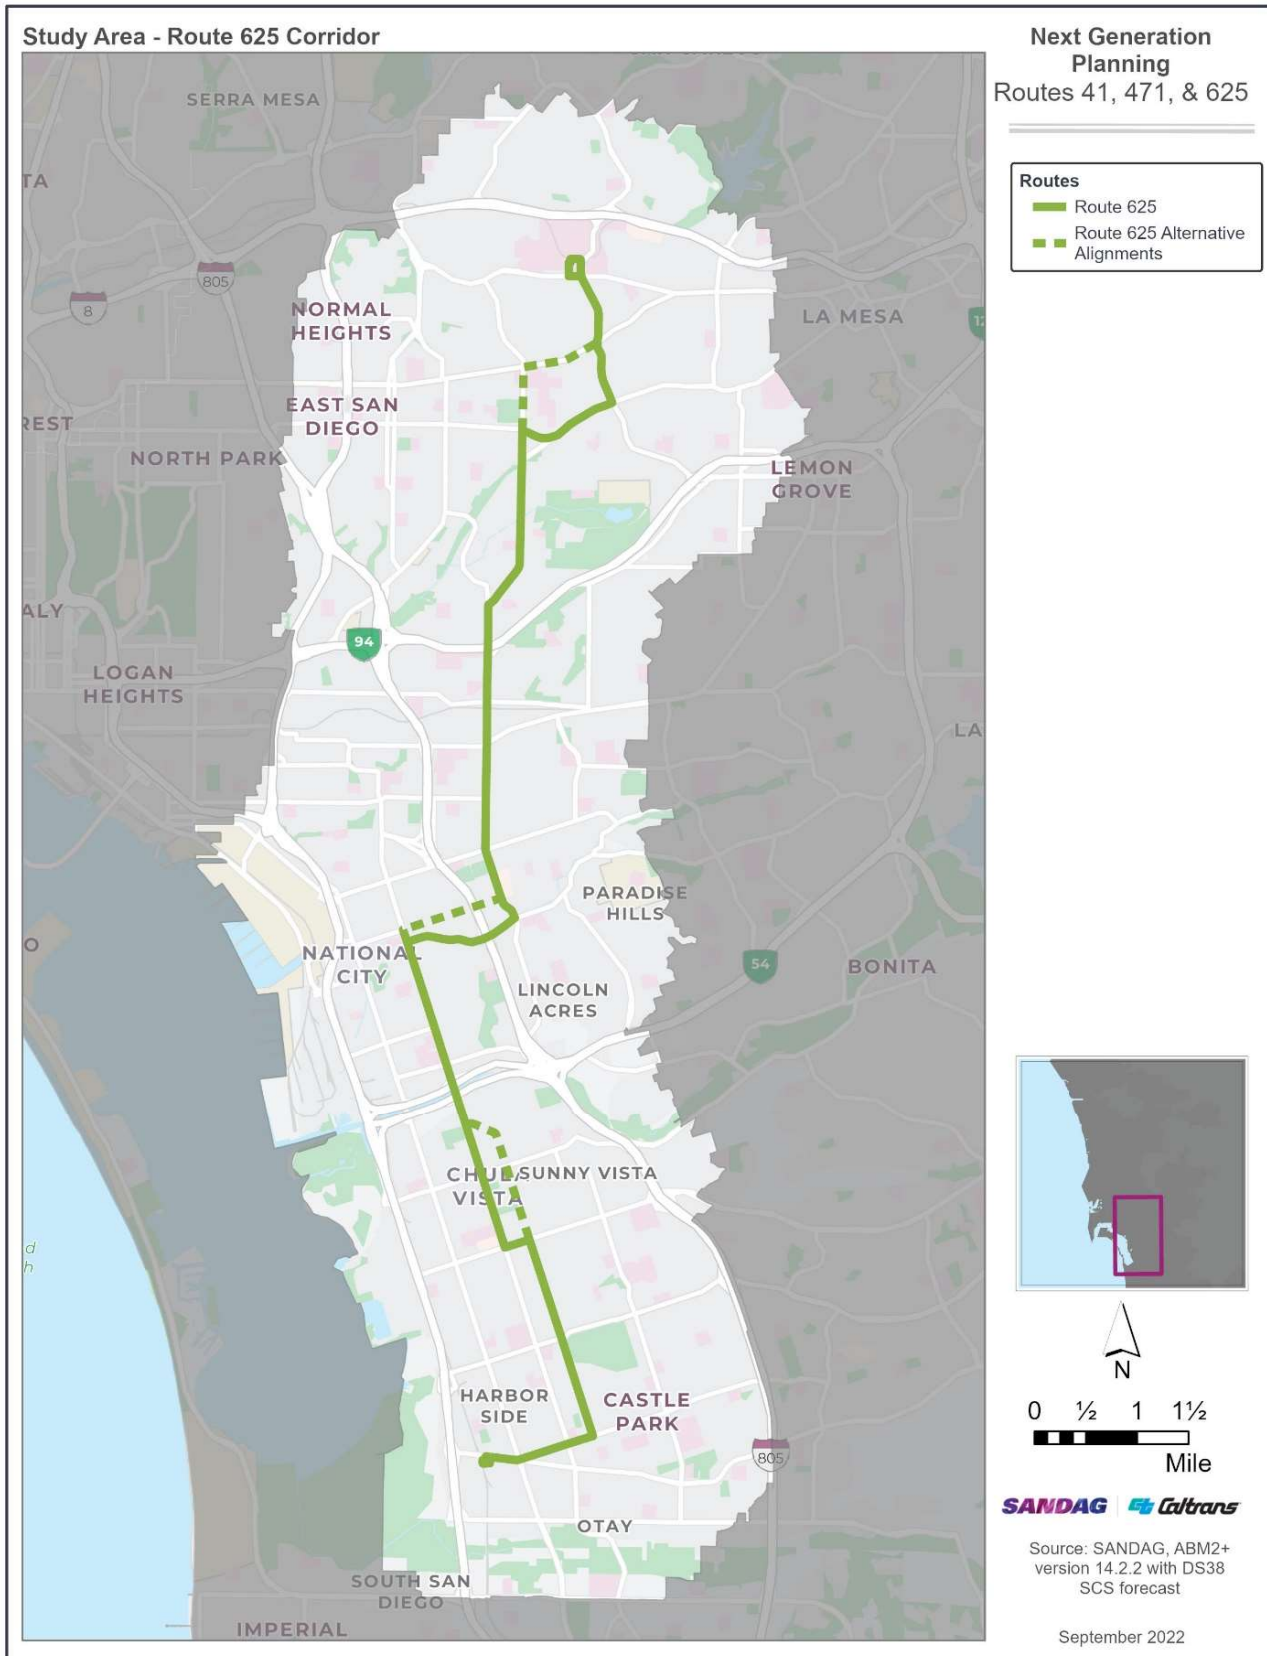 Study Area - Route 625 Corridor
Next Generation
Planning
Routes 41, 471, & 625
Routes
Route 625
Route 625 Alternative
Alignments
SERRA MESA
TA
805
8
NORMAL
HEIGHTS
LA MESA
12
EAST SAN
DIEGO
REST
NORTH PARK
LEMON
GROVE
ALY
94
LOGAN
HEIGHTS
LA
PARADISE
HILLS
O
NATIONAL
CITY
54
BONITA
LINCOLN
ACRES
CHULA
VISTA
SUNNY VISTA
d
h
HARBOR
SIDE
CASTLE
PARK
805
OTAY
SOUTH SAN
DIEGO
IMPERIAL
N
0 ½ 1 1½
Mile
SANDAG Caltrans
Source: SANDAG, ABM2+
version 14.2.2 with DS38
SCS forecast
September 2022